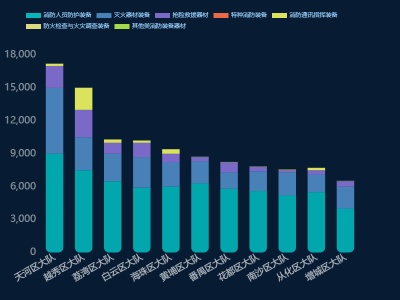 消防人员防护装备 灭火器材装备 抢险救援器材 特种消防装备 消防通讯指挥装备
防火检查与火灾调查装备 其他类消防装备器材
18,000
15,000
12,000
9,000
6,000
3,000
0
天河区大队 越秀区大队 荔湾区大队 白云区大队 海珠区大队 黄埔区大队 番禺区大队 花都区大队 南沙区大队 从化区大队 增城区大队